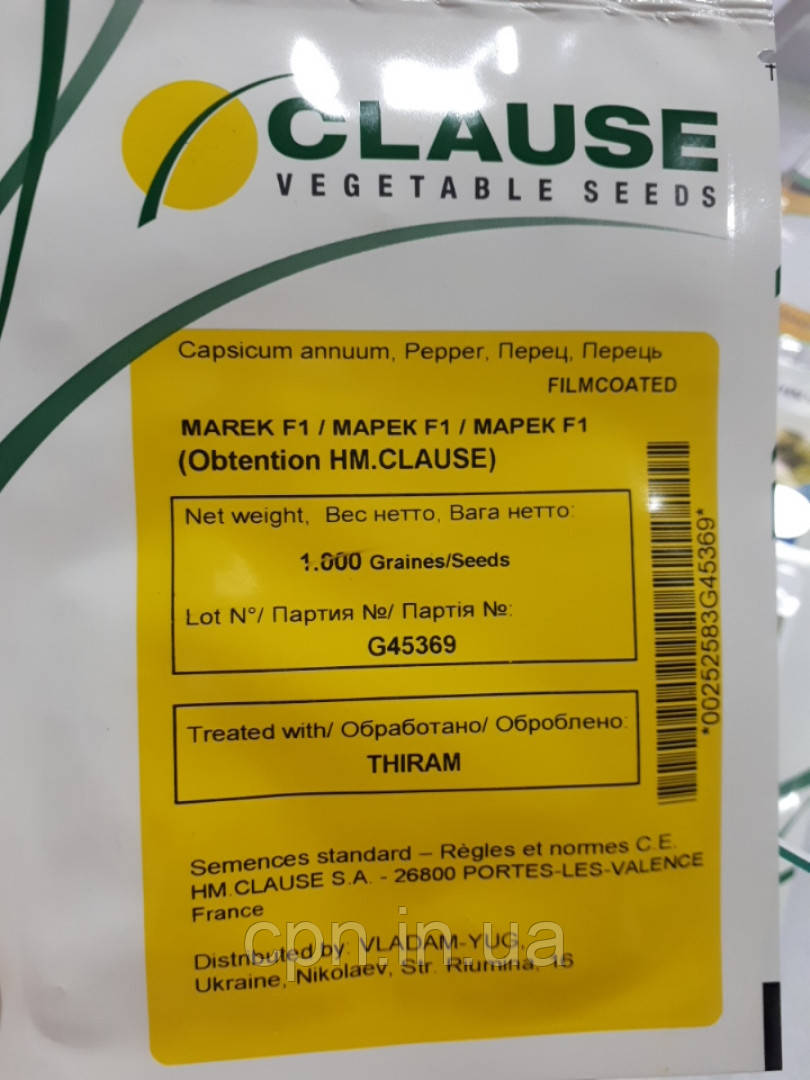 CLAUSE
VEGETABLE SEEDS
Capsicum annuum, Pepper, Перец, Перець
FILMCOATED
MAREK F1 / МАРЕК F1 / МАРЕК F1
(Obtention HM.CLAUSE)
Net weight, Вес нетто, Вага нетто:
1.000 Graines/Seeds
Lot N°/ Партия №/ Партія №:
G45369
*00252583G45369*
Treated with/ Обработано/ Оброблено:
THIRAM
Semences standard – Règles et normes C.E.
HM.CLAUSE S.A. - 26800 PORTES-LES-VALENCE
France
Distributed by: VLADAM-YUG,
Ukraine, Nikolaev, Str. Riumina, 15
cpn.in.ua